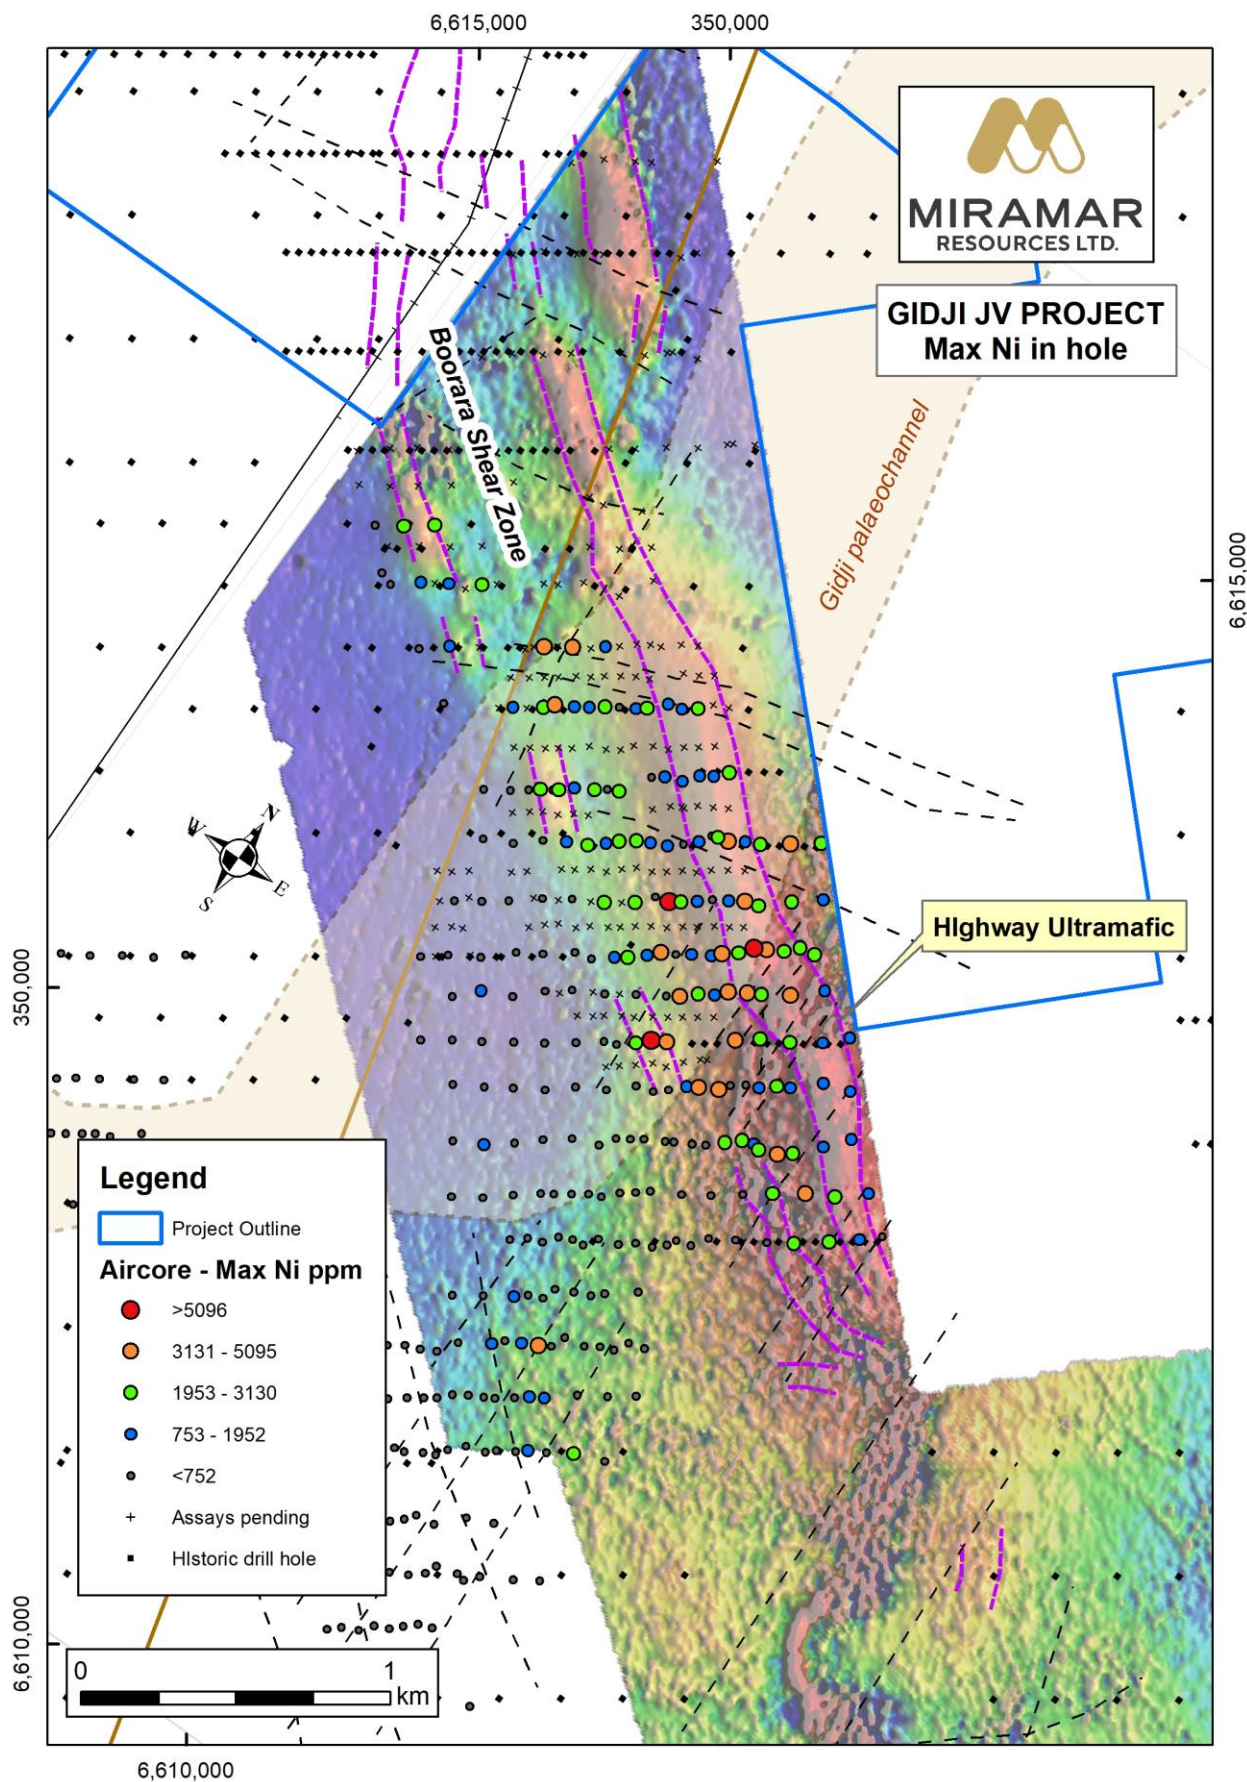 6,615,000
350,000
MIRAMAR
RESOURCES LTD.
GIDJI JV PROJECT
Max Ni in hole
Boorara Shear Zone
Gidji palaeochannel
6,615,000
N
W
E
S
HIghway Ultramafic
350,000
Legend
Project Outline
Aircore - Max Ni ppm
>5096
3131 - 5095
1953 - 3130
753 - 1952
<752
Assays pending
HIstoric drill hole
6,610,000
0 1
km
6,610,000